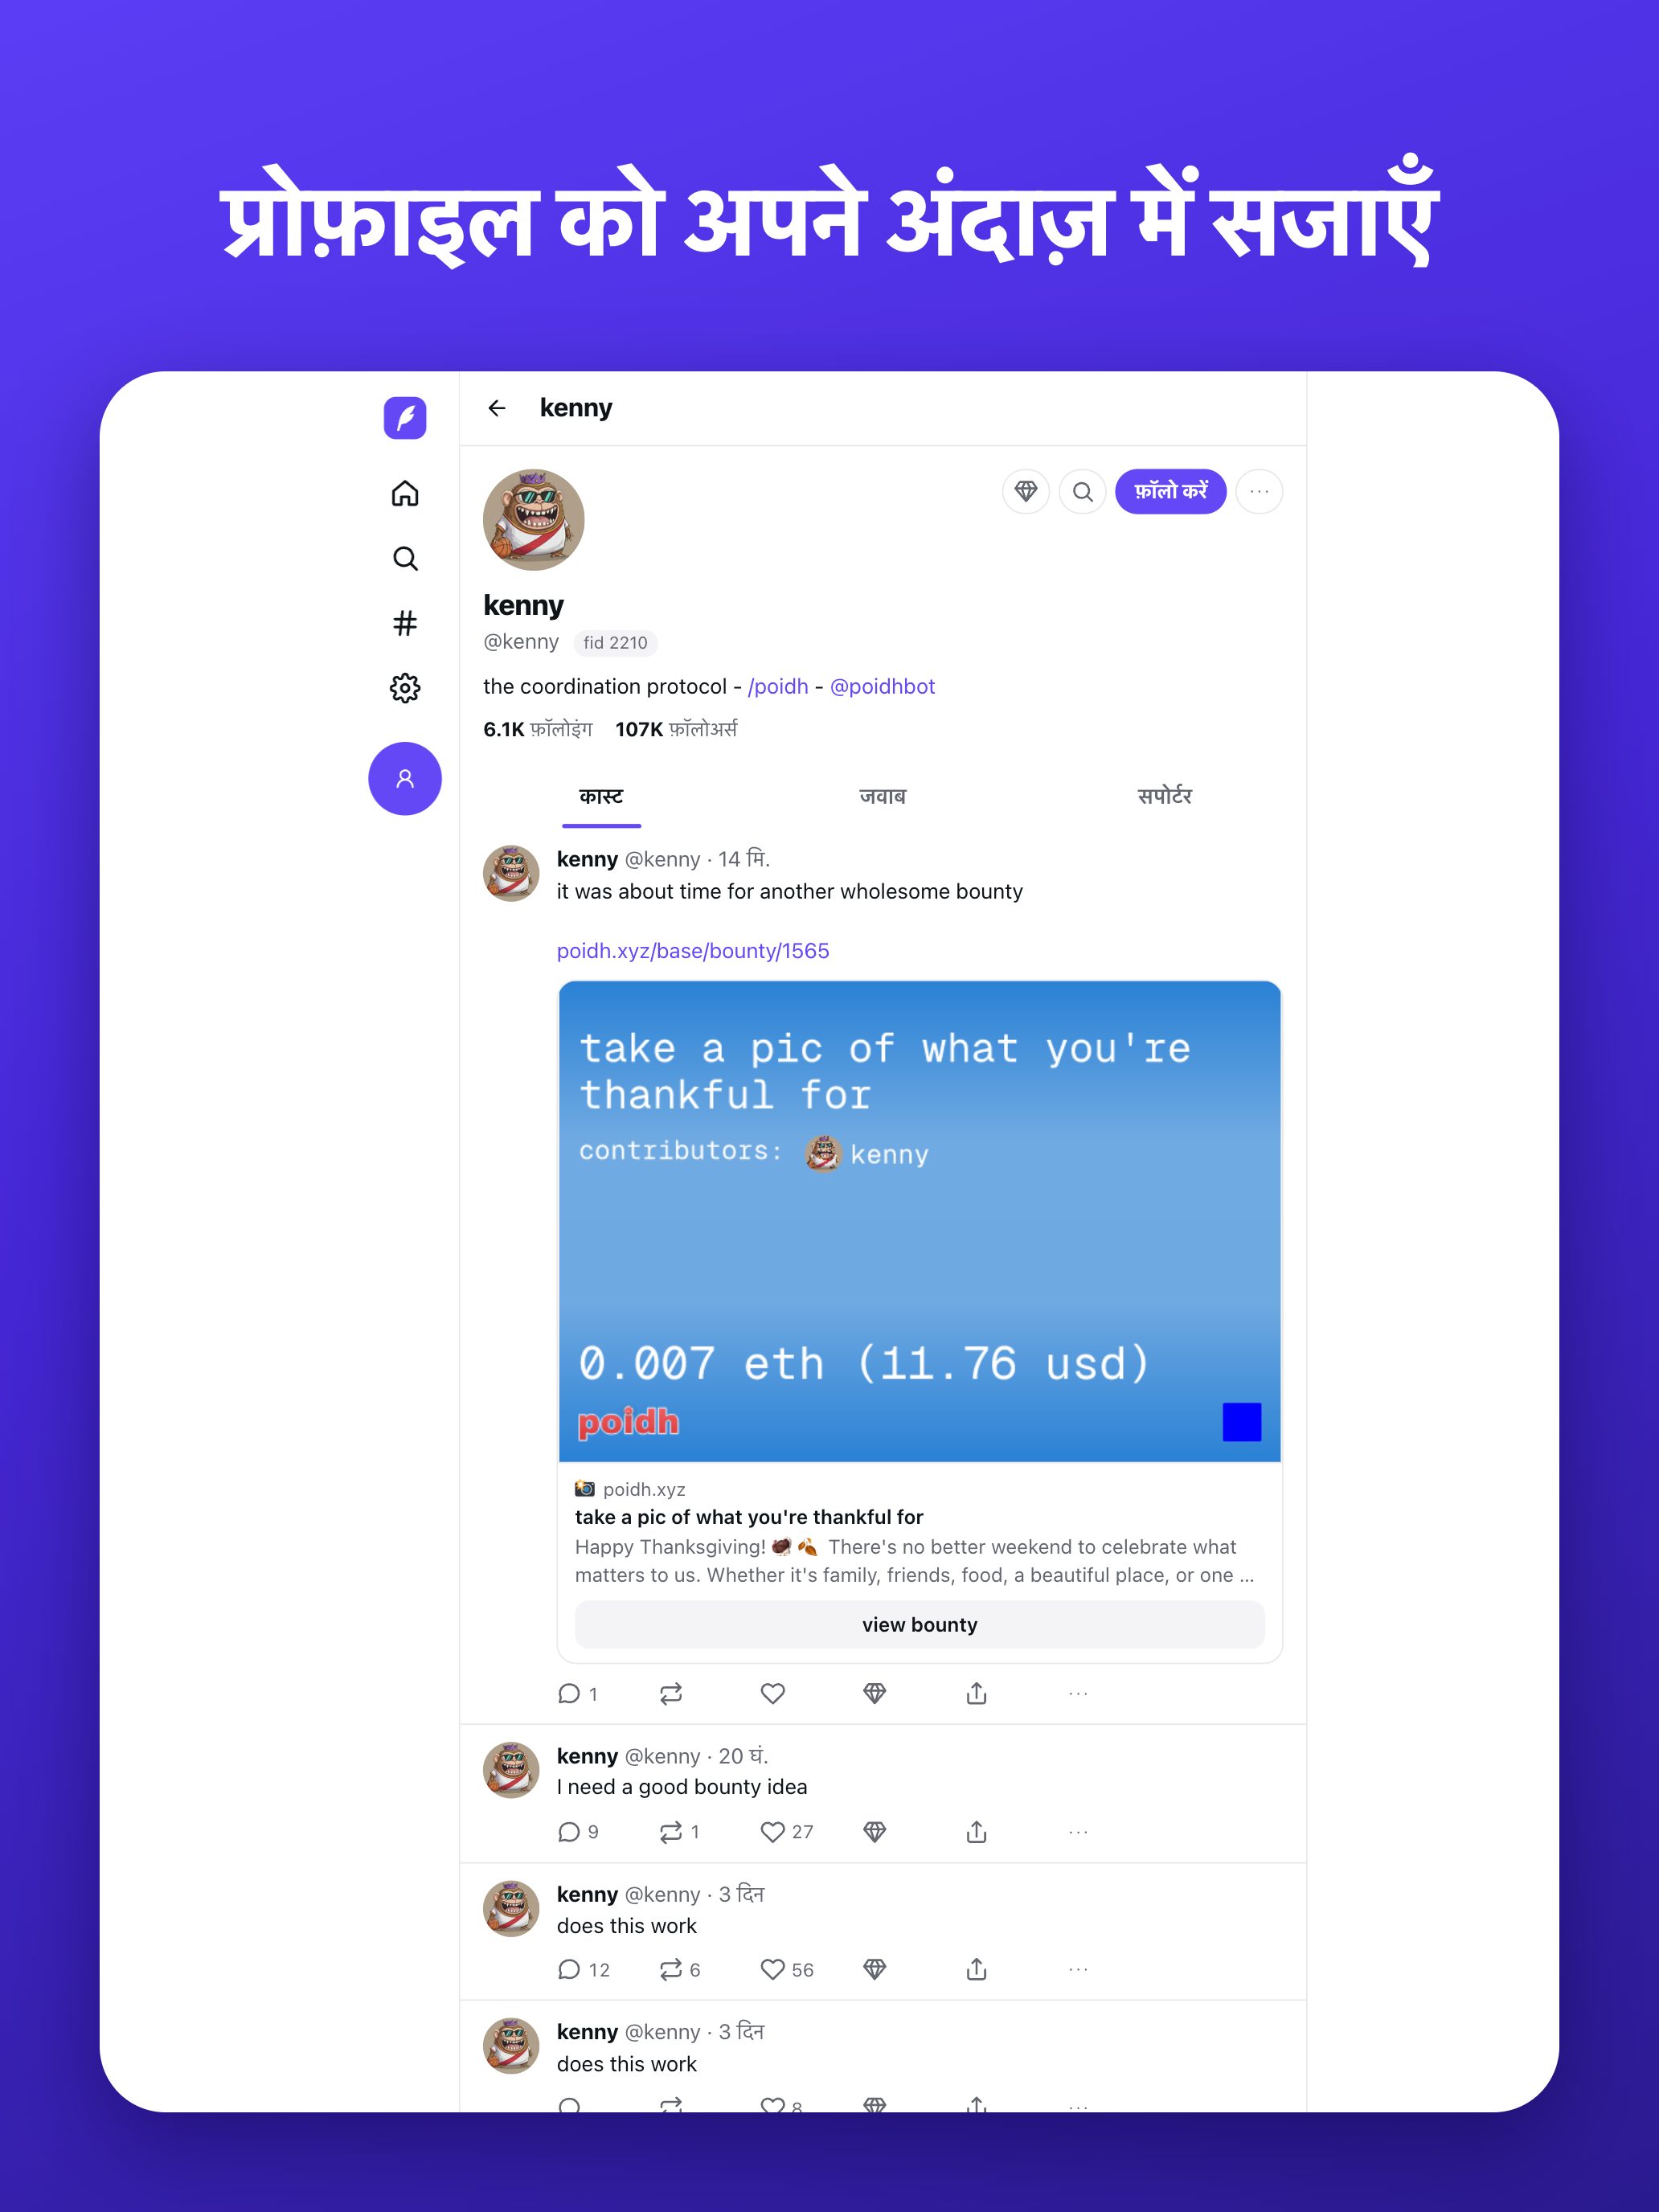 प्रोफ़ाइल को अपने अंदाज़ में सजाएँ
kenny
फ़ॉलो करें
kenny
@kenny fid 2210
the coordination protocol - /poidh - @poidhbot
6.1K फ़ॉलोइंग 107K फ़ॉलोअर्स
कास्ट जवाब सपोर्टर
kenny @kenny · 14 मि.
it was about time for another wholesome bounty
poidh.xyz/base/bounty/1565
take a pic of what you're
thankful for
contributors: kenny
0.007 eth (11.76 usd)
poidh
poidh.xyz
take a pic of what you're thankful for
Happy Thanksgiving! 🦃 🍂 There's no better weekend to celebrate what
matters to us. Whether it's family, friends, food, a beautiful place, or one ...
view bounty
1
kenny @kenny · 20 घं.
I need a good bounty idea
9 1 27
kenny @kenny · 3 दिन
does this work
12 6 56
kenny @kenny · 3 दिन
does this work
8